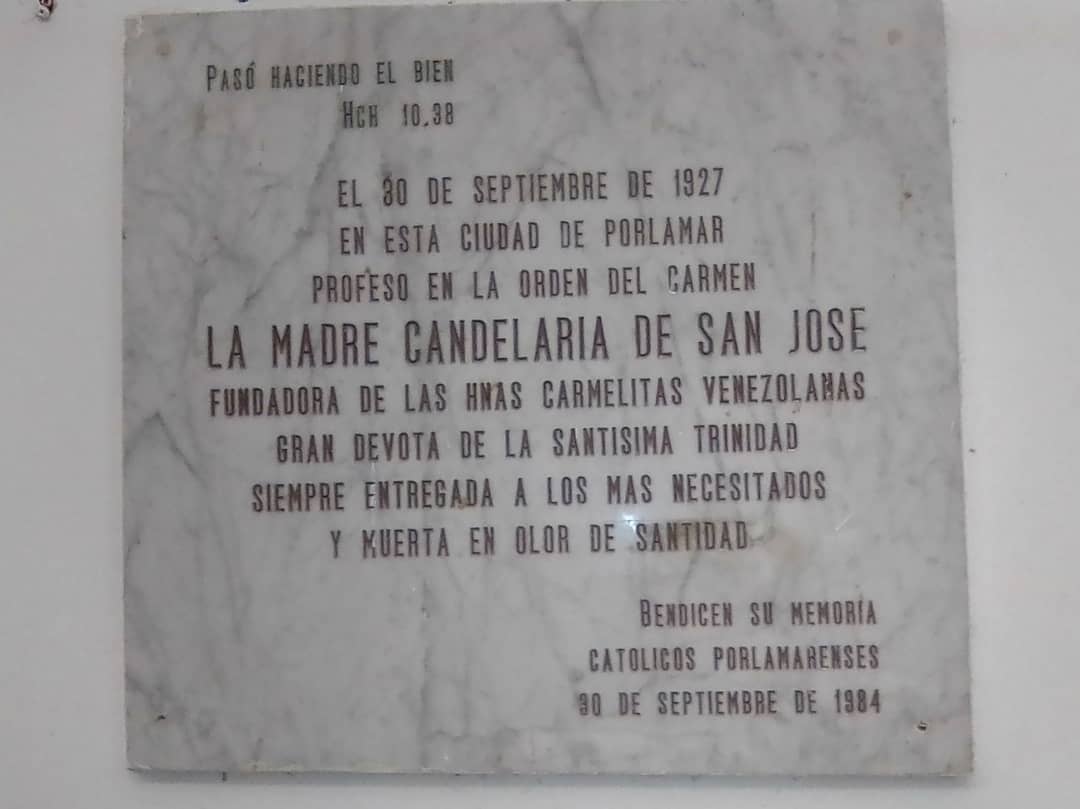 PASÓ HACIENDO EL BIEN
HCH 10,38
EL 30 DE SEPTIEMBRE DE 1927
EN ESTA CIUDAD DE PORLAMAR
PROFESO EN LA ORDEN DEL CARMEN
LA MADRE CANDELARIA DE SAN JOSE
FUNDADORA DE LAS HNAS CARMELITAS VENEZOLANAS
GRAN DEVOTA DE LA SANTISIMA TRINIDAD
SIEMPRE ENTREGADA A LOS MAS NECESITADOS
Y MUERTA EN OLOR DE SANTIDAD
BENDICEN SU MEMORIA
CATOLICOS PORLAMARENSES
30 DE SEPTIEMBRE DE 1984